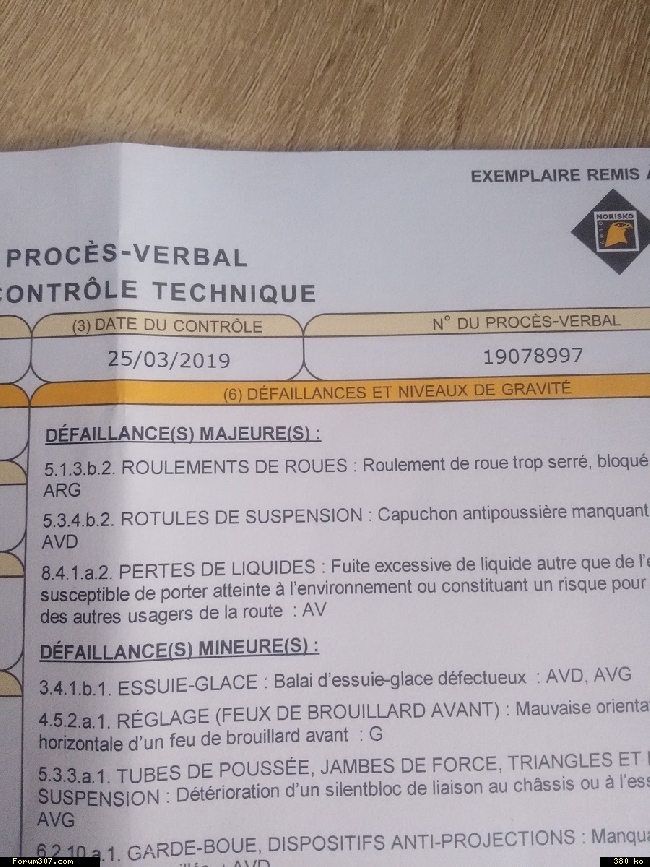 EXEMPLAIRE REMIS
NORISKO
PROCÈS-VERBAL
CONTRÔLE TECHNIQUE
(3) DATE DU CONTRÔLE
N° DU PROCÈS-VERBAL
25/03/2019
19078997
(6) DÉFAILLANCES ET NIVEAUX DE GRAVITÉ
DÉFAILLANCE(S) MAJEURE(S) :
5.1.3.b.2. ROULEMENTS DE ROUES : Roulement de roue trop serré, bloqué
ARG
5.3.4.b.2. ROTULES DE SUSPENSION : Capuchon antipoussière manquant
AVD
8.4.1.a.2. PERTES DE LIQUIDES : Fuite excessive de liquide autre que de l'e
susceptible de porter atteinte à l'environnement ou constituant un risque pour
des autres usagers de la route : AV
DÉFAILLANCE(S) MINEURE(S) :
3.4.1.b.1. ESSUIE-GLACE : Balai d'essuie-glace défectueux : AVD, AVG
4.5.2.a.1. RÉGLAGE (FEUX DE BROUILLARD AVANT) : Mauvaise orienta
horizontale d'un feu de brouillard avant : G
5.3.3.a.1. TUBES DE POUSSÉE, JAMBES DE FORCE, TRIANGLES ET
SUSPENSION : Détérioration d'un silentbloc de liaison au châssis ou à l'ess
AVG
6.2.10.a.1. GARDE-BOUE, DISPOSITIFS ANTI-PROJECTIONS : Manqua
: AVD
Forum307.com
380 ko